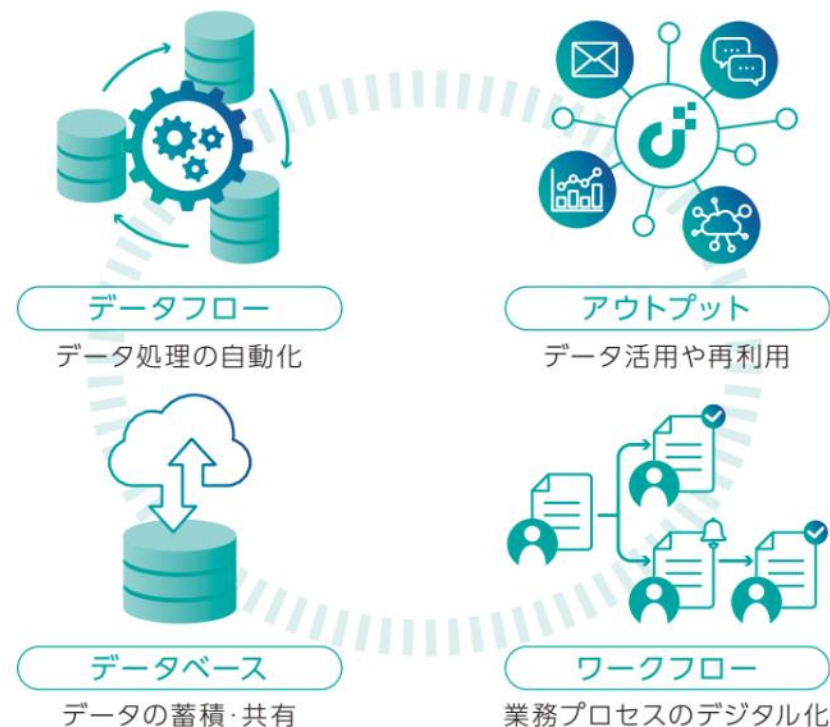 データフロー
データ処理の自動化
アウトプット
データ活用や再利用
データベース
データの蓄積・共有
ワークフロー
業務プロセスのデジタル化